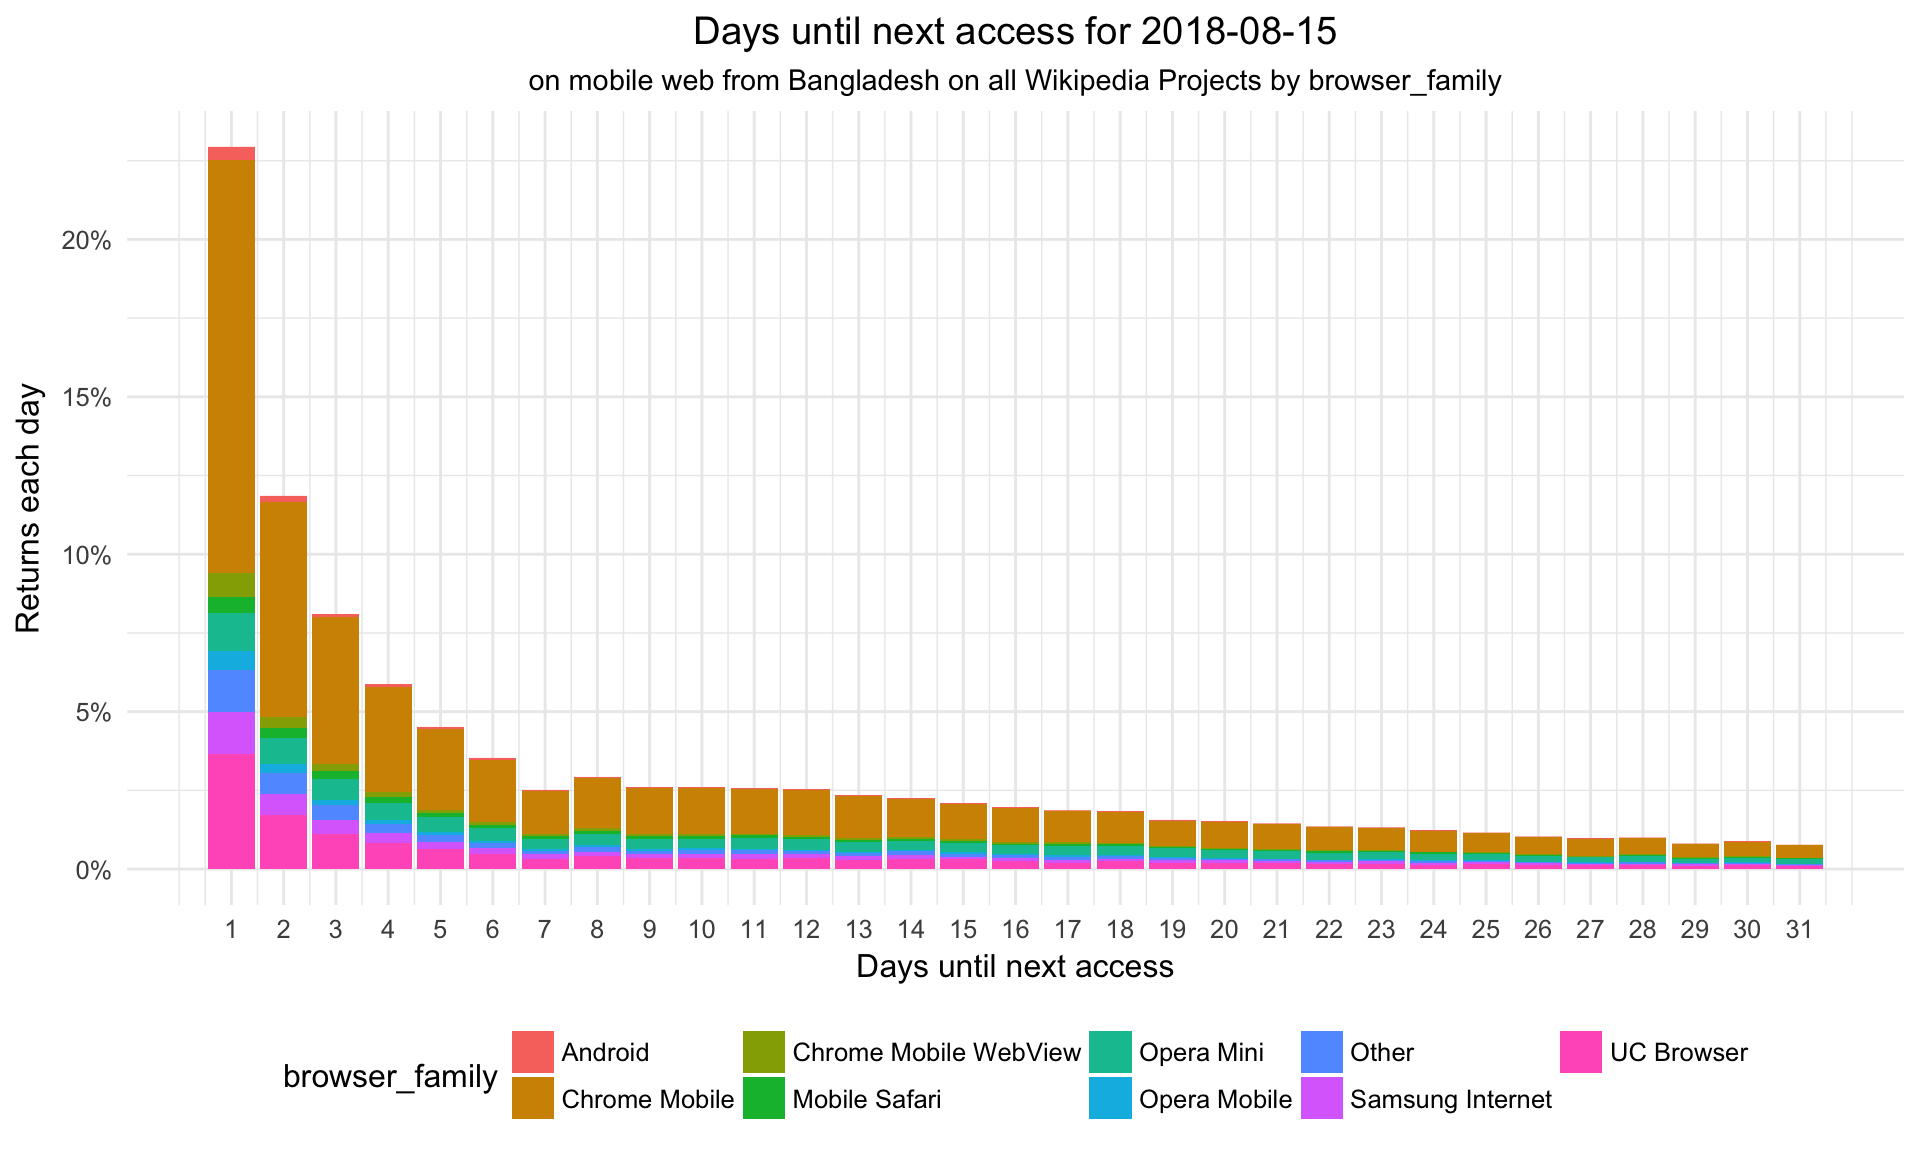 Days until next access for 2018-08-15
on mobile web from Bangladesh on all Wikipedia Projects by browser_family
Returns each day
20%
15%
10%
5%
0%
1 2 3 4 5 6 7 8 9 10 11 12 13 14 15 16 17 18 19 20 21 22 23 24 25 26 27 28 29 30 31
Days until next access
browser_family
Android Chrome Mobile WebView Opera Mini Other UC Browser
Chrome Mobile Mobile Safari Opera Mobile Samsung Internet